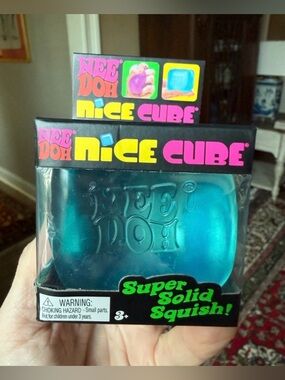 NEE
DOH
NICE CUBE
NEE
DOH
NICE CUBE
NEE
DOH
Super
Solid
Squish!
WARNING:
CHOKING HAZARD - Small parts.
Not for children under 3 yrs.
3+